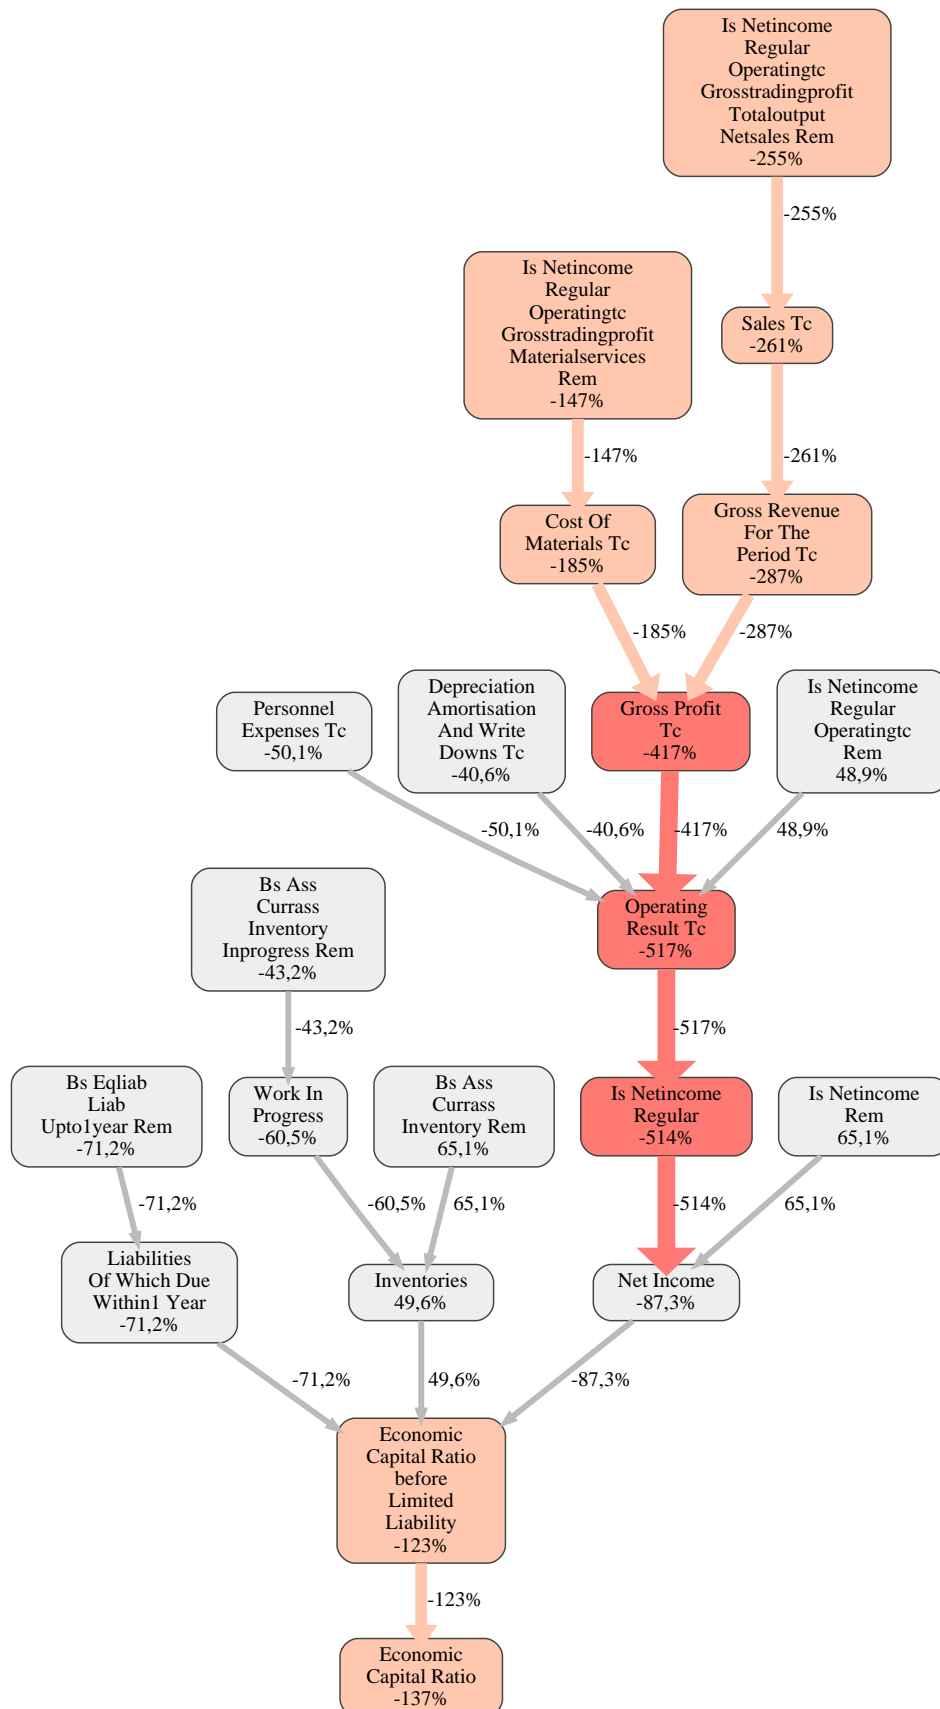 Is Netincome
Regular
Operatingtc
Grosstradingprofit
Totaloutput
Netsales Rem
-255%
-255%
Is Netincome
Regular
Operatingtc
Grosstradingprofit
Materialservices
Rem
-147%
Sales Tc
-261%
-147%
-261%
Cost Of
Materials Tc
-185%
Gross Revenue
For The
Period Tc
-287%
-185%
-287%
Personnel
Expenses Tc
-50,1%
Depreciation
Amortisation
And Write
Downs Tc
-40,6%
Gross Profit
Tc
-417%
Is Netincome
Regular
Operatingtc
Rem
48,9%
-50,1%
-40,6%
-417%
48,9%
Bs Ass
Currass
Inventory
Inprogress Rem
-43,2%
Operating
Result Tc
-517%
-43,2%
-517%
Bs Eqliab
Liab
Upto1year Rem
-71,2%
Work In
Progress
-60,5%
Bs Ass
Currass
Inventory Rem
65,1%
Is Netincome
Regular
-514%
Is Netincome
Rem
65,1%
-71,2%
-60,5%
65,1%
-514%
65,1%
Liabilities
Of Which Due
Within1 Year
-71,2%
Inventories
49,6%
Net Income
-87,3%
-71,2%
49,6%
-87,3%
Economic
Capital Ratio
before
Limited
Liability
-123%
-123%
Economic
Capital Ratio
-137%